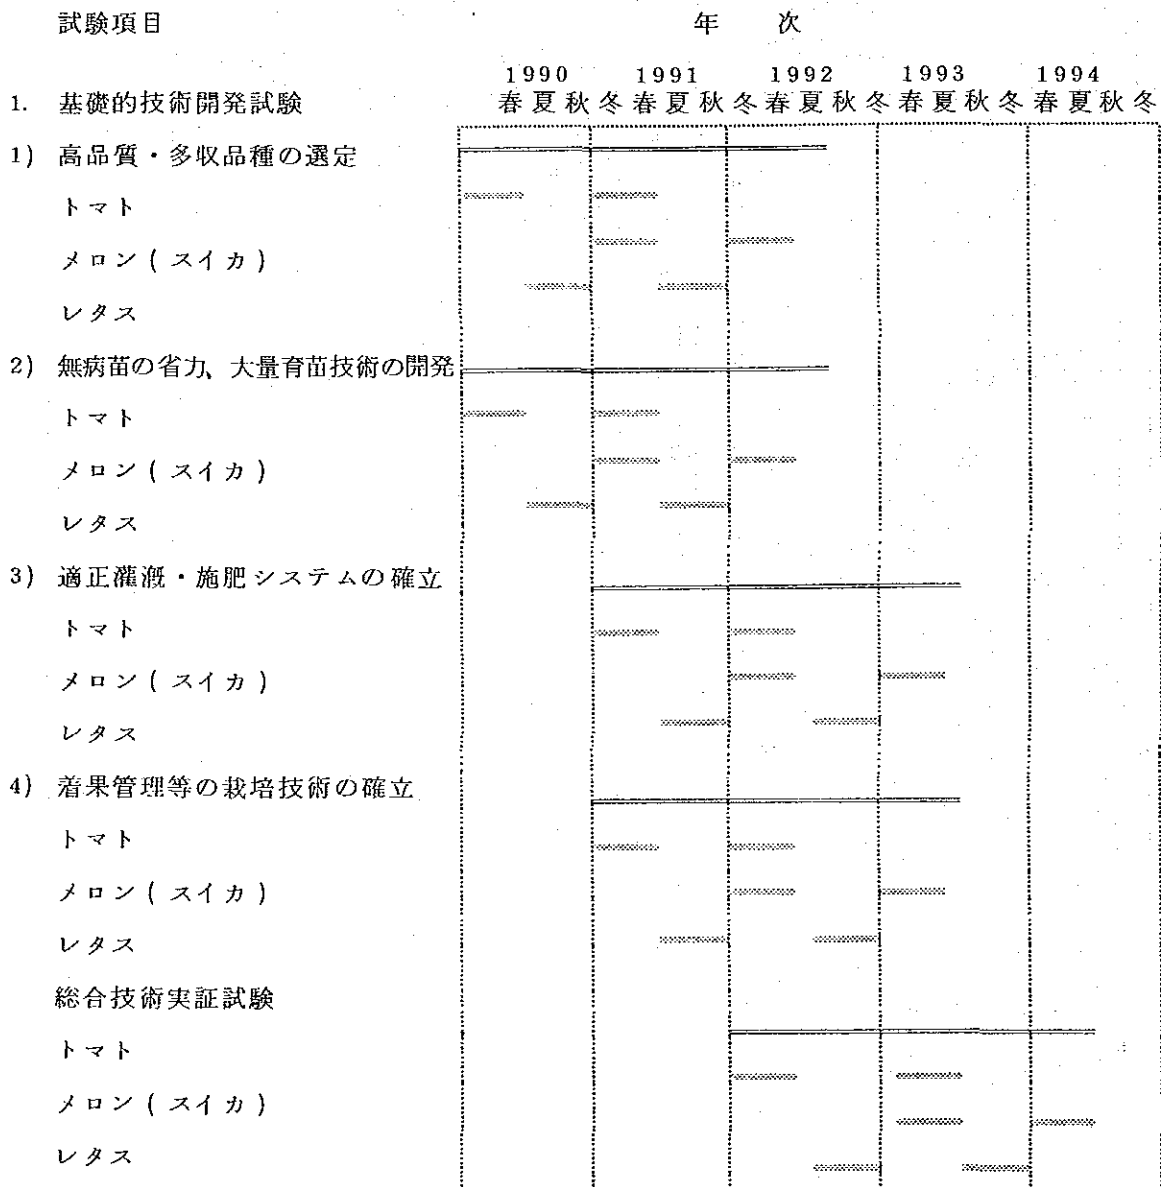 試験項目 年 次
1990 1991 1992 1993 1994
1. 基礎的技術開発試験 春夏秋冬春夏秋冬春夏秋冬春夏秋冬春夏秋冬
1) 高品質・多収品種の選定
トマト
メロン(スイカ)
レタス
2) 無病苗の省力、大量育苗技術の開発
トマト
メロン(スイカ)
レタス
3) 適正灌漑・施肥システムの確立
トマト
メロン(スイカ)
レタス
4) 着果管理等の栽培技術の確立
トマト
メロン(スイカ)
レタス
総合技術実証試験
トマト
メロン(スイカ)
レタス